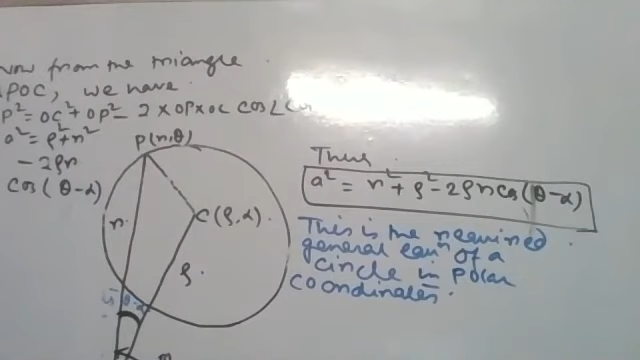 now from the triangle
POC, we have.
P² = OC² + OP² - 2 × OP × OC COS∠
a² = ρ² + r²
- 2ρr
COS(θ-α)
P(r,θ)
C(ρ,α).
r.
ρ.
θ-α
Thus.
a² = r² + ρ² - 2ρr cos(θ-α)
This is the required
general eqaⁿ of a
circle in polar
coordinates.